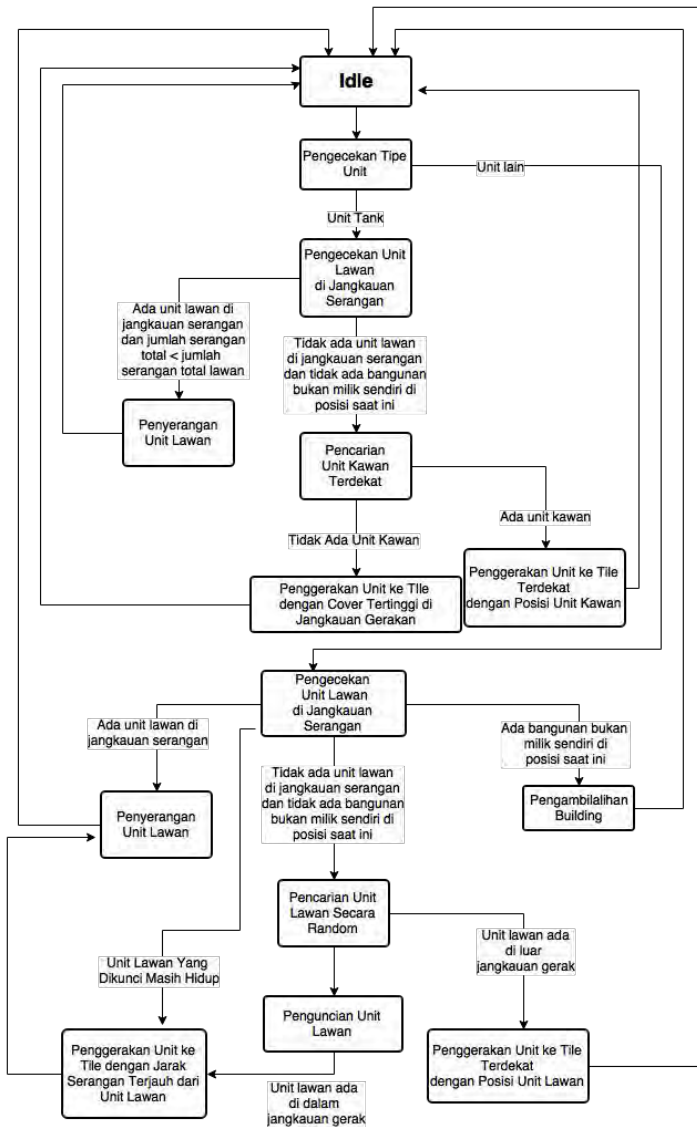 Idle
Pengecekan Tipe
Unit
Unit lain
Unit Tank
Pengecekan Unit
Lawan
di Jangkauan
Serangan
Ada unit lawan di
jangkauan serangan
dan jumlah serangan
total < jumlah
serangan total lawan
Tidak ada unit lawan
di jangkauan serangan
dan tidak ada bangunan
bukan milik sendiri di
posisi saat ini
Penyerangan
Unit Lawan
Pencarian
Unit Kawan
Terdekat
Ada unit kawan
Tidak Ada Unit Kawan
Penggerakan Unit ke TIle
dengan Cover Tertinggi di
Jangkauan Gerakan
Penggerakan Unit ke Tile
Terdekat
dengan Posisi Unit Kawan
Pengecekan
Unit Lawan
di Jangkauan
Serangan
Ada unit lawan di
jangkauan serangan
Ada bangunan bukan
milik sendiri di
posisi saat ini
Tidak ada unit lawan
di jangkauan serangan
dan tidak ada bangunan
bukan milik sendiri di
posisi saat ini
Penyerangan
Unit Lawan
Pengambilalihan
Building
Pencarian Unit
Lawan Secara
Random
Unit Lawan Yang
Dikunci Masih Hidup
Unit lawan ada
di luar
jangkauan gerak
Penguncian Unit
Lawan
Penggerakan Unit ke
Tile dengan Jarak
Serangan Terjauh dari
Unit Lawan
Unit lawan ada
di dalam
jangkauan gerak
Penggerakan Unit ke Tile
Terdekat
dengan Posisi Unit Lawan